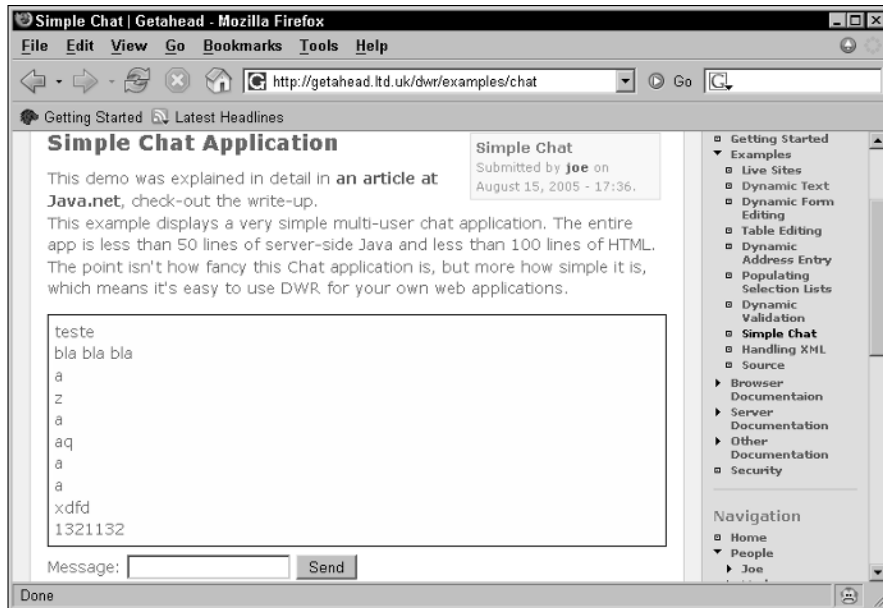 Simple Chat | Getahead - Mozilla Firefox
File Edit View Go Bookmarks Tools Help
http://getahead.ltd.uk/dwr/examples/chat
Go
Getting Started Latest Headlines
Simple Chat Application
Simple Chat
Submitted by joe on
August 15, 2005 - 17:36.
This demo was explained in detail in an article at
Java.net, check-out the write-up.
This example displays a very simple multi-user chat application. The entire
app is less than 50 lines of server-side Java and less than 100 lines of HTML.
The point isn't how fancy this Chat application is, but more how simple it is,
which means it's easy to use DWR for your own web applications.
teste
bla bla bla
a
z
a
aq
a
a
xdfd
1321132
Message:
Send
Getting Started
Examples
Live Sites
Dynamic Text
Dynamic Form
Editing
Table Editing
Dynamic
Address Entry
Populating
Selection Lists
Dynamic
Validation
Simple Chat
Handling XML
Source
Browser
Documentaion
Server
Documentation
Other
Documentation
Security
Navigation
Home
People
Joe
Done